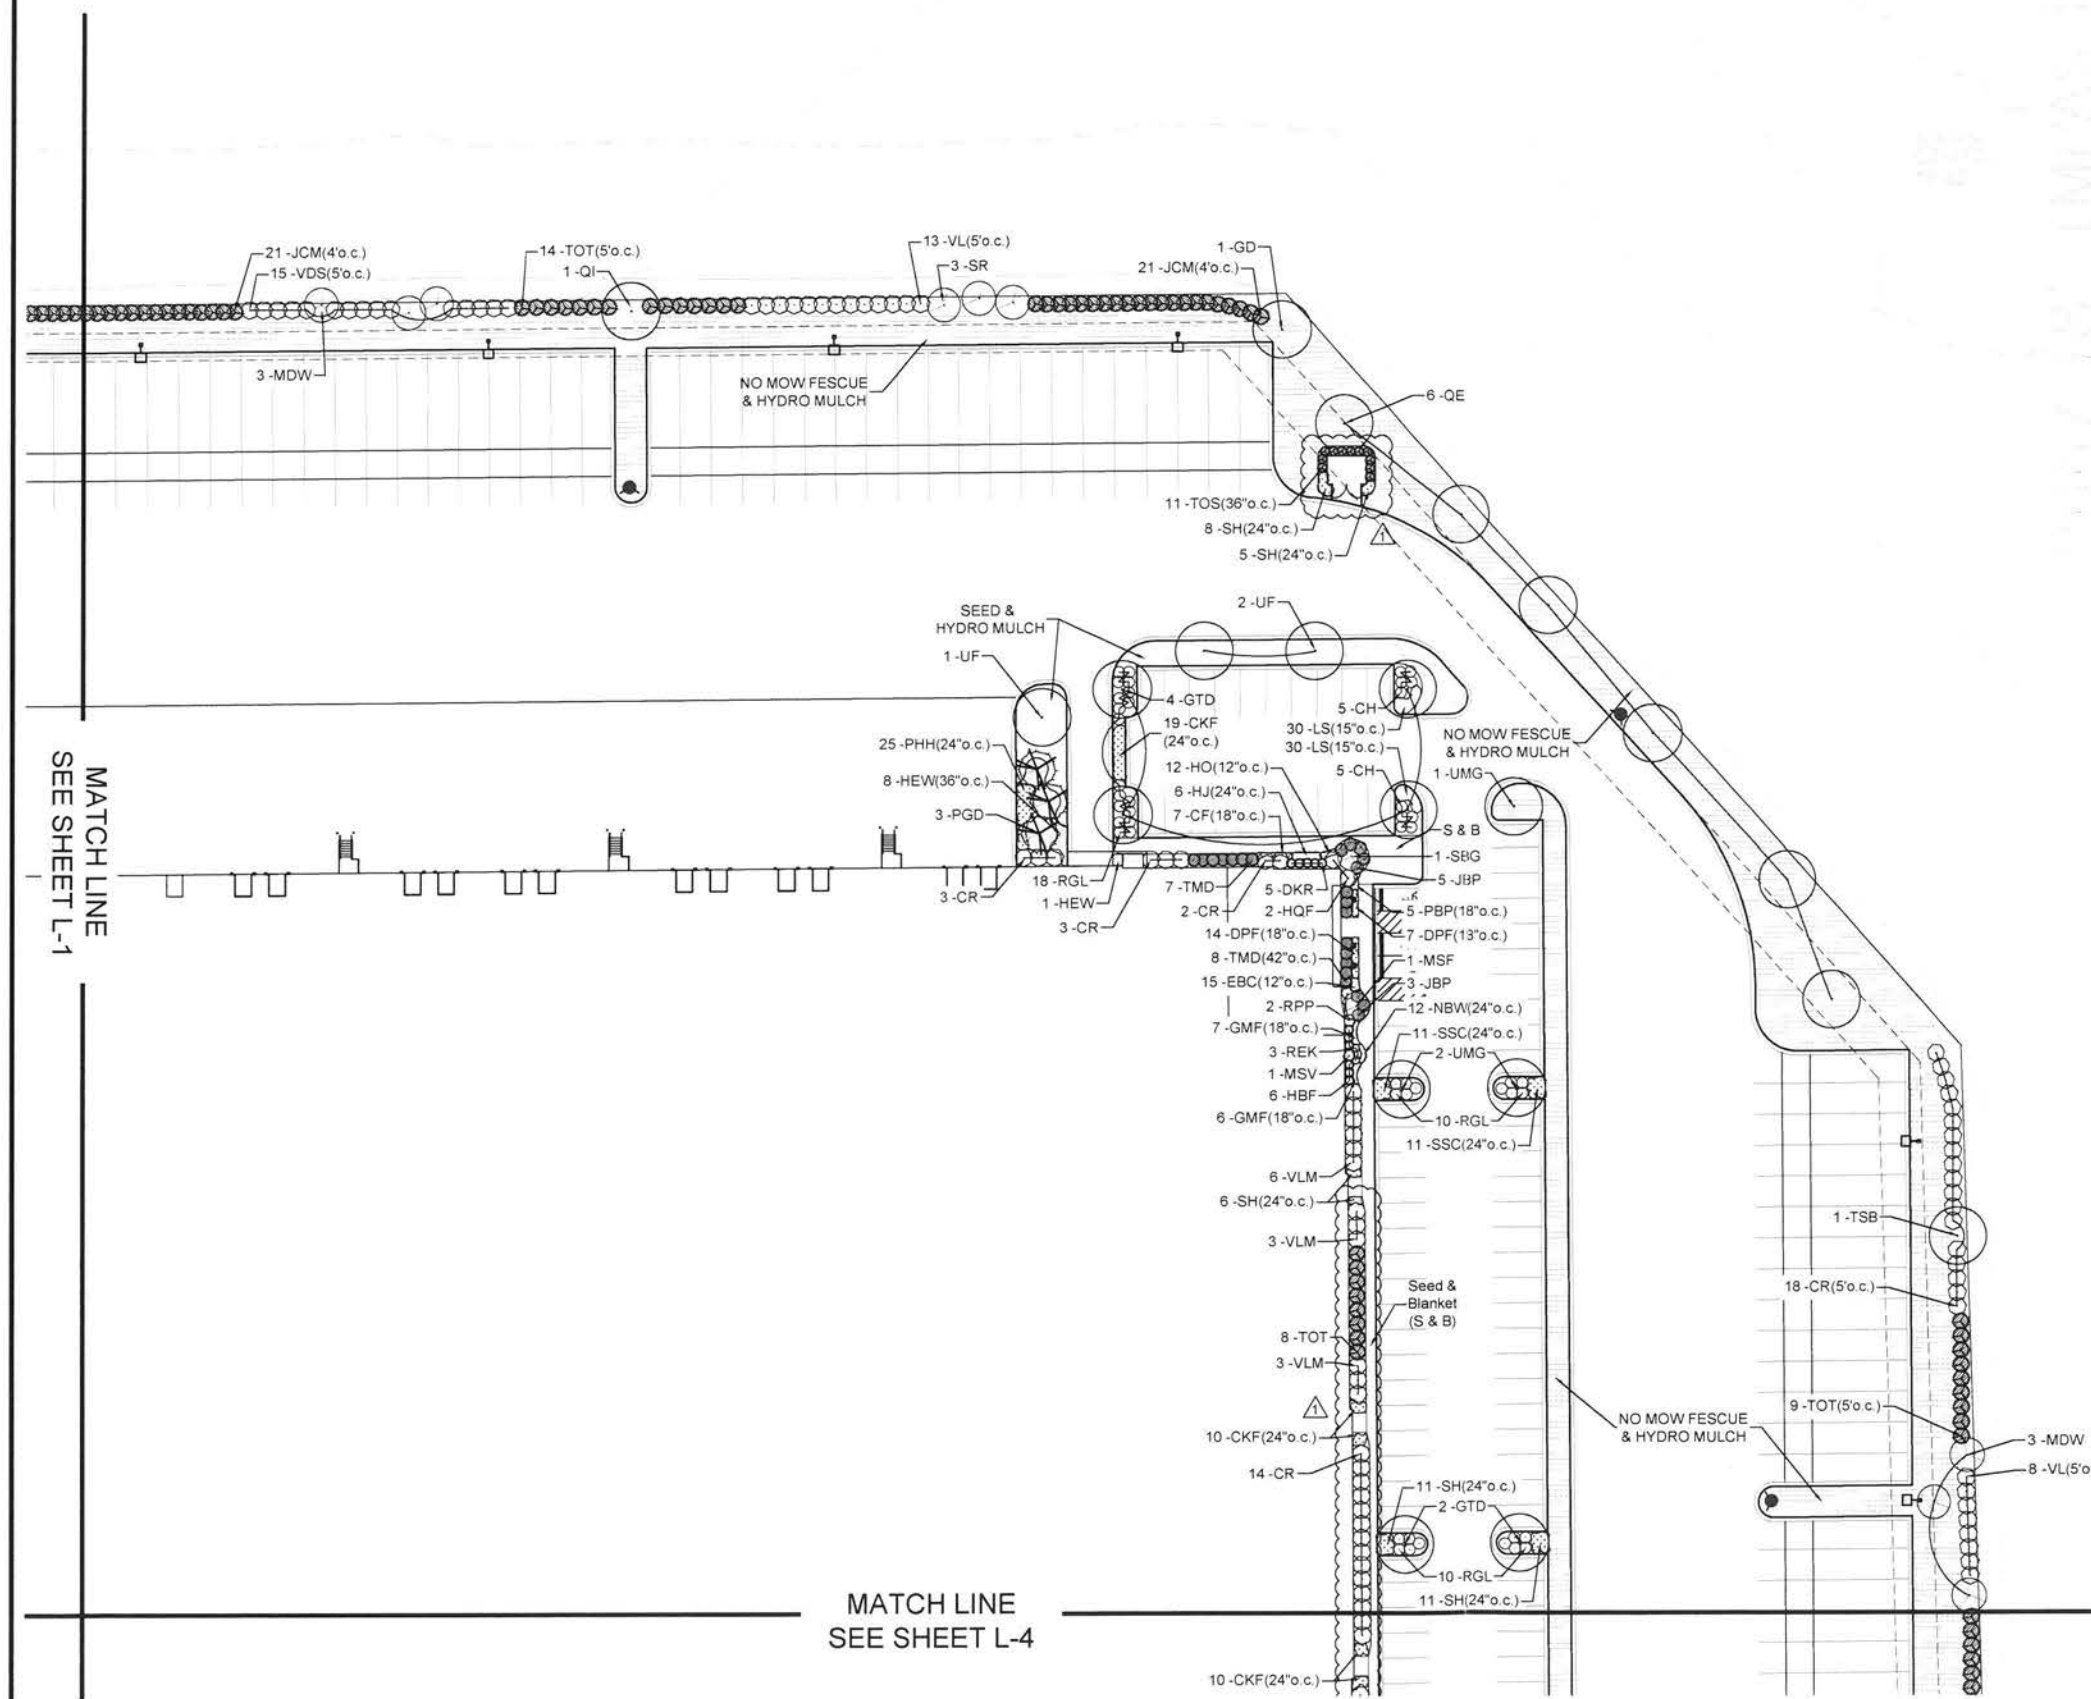 21 -JCM(4'o.c.)
15 -VDS(5'o.c.)
14 -TOT(5'o.c.)
1 -QI
13 -VL(5'o.c.)
3 -SR
1 -GD
21 -JCM(4'o.c.)
3 -MDW
NO MOW FESCUE
& HYDRO MULCH
6 -QE
11 -TOS(36"o.c.)
8 -SH(24"o.c.)
5 -SH(24"o.c.)
1
SEED &
HYDRO MULCH
1 -UF
2 -UF
4 -GTD
19 -CKF
(24"o.c.)
5 -CH
30 -LS(15"o.c.)
30 -LS(15"o.c.)
5 -CH
NO MOW FESCUE
& HYDRO MULCH
1 -UMG
25 -PHH(24"o.c.)
8 -HEW(36"o.c.)
3 -PGD
12 -HO(12"o.c.)
6 -HJ(24"o.c.)
7 -CF(18"o.c.)
S & B
1 -SBG
5 -JBP
MATCH LINE
SEE SHEET L-1
3 -CR
18 -RGL
1 -HEW
3 -CR
7 -TMD
2 -CR
5 -DKR
2 -HQF
5 -PBP(18"o.c.)
7 -DPF(13"o.c.)
14 -DPF(18"o.c.)
8 -TMD(42"o.c.)
1 -MSF
15 -EBC(12"o.c.)
3 -JBP
2 -RPP
12 -NBW(24"o.c.)
7 -GMF(18"o.c.)
11 -SSC(24"o.c.)
3 -REK
2 -UMG
1 -MSV
6 -HBF
6 -GMF(18"o.c.)
10 -RGL
11 -SSC(24"o.c.)
6 -VLM
6 -SH(24"o.c.)
3 -VLM
1 -TSB
18 -CR(5'o.c.)
Seed &
Blanket
(S & B)
8 -TOT
3 -VLM
1
9 -TOT(5'o.c.)
NO MOW FESCUE
& HYDRO MULCH
10 -CKF(24"o.c.)
3 -MDW
14 -CR
8 -VL(5'o
11 -SH(24"o.c.)
2 -GTD
10 -RGL
11 -SH(24"o.c.)
MATCH LINE
SEE SHEET L-4
10 -CKF(24"o.c.)